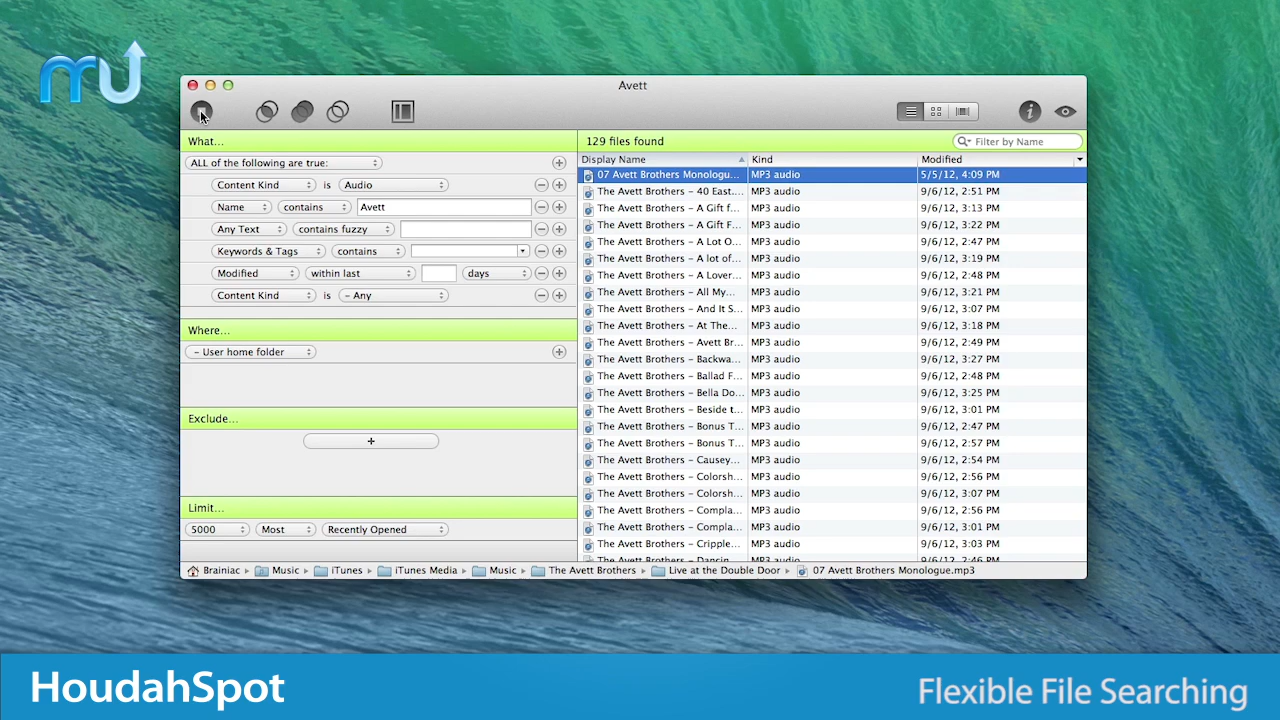 MU
Avett
What...
129 files found
Filter by Name
ALL of the following are true:
Content Kind is Audio
Name contains Avett
Any Text contains fuzzy
Keywords & Tags contains
Modified within last days
Content Kind is - Any
Where...
- User home folder
Exclude...
+
Limit...
5000 Most Recently Opened
Display Name Kind Modified
07 Avett Brothers Monologu... MP3 audio 5/5/12, 4:09 PM
The Avett Brothers - 40 East... MP3 audio 9/6/12, 2:51 PM
The Avett Brothers - A Gift f... MP3 audio 9/6/12, 3:13 PM
The Avett Brothers - A Gift F... MP3 audio 9/6/12, 3:22 PM
The Avett Brothers - A Lot O... MP3 audio 9/6/12, 2:47 PM
The Avett Brothers - A lot of... MP3 audio 9/6/12, 3:19 PM
The Avett Brothers - A Lover... MP3 audio 9/6/12, 2:48 PM
The Avett Brothers - All My... MP3 audio 9/6/12, 3:21 PM
The Avett Brothers - And It S... MP3 audio 9/6/12, 3:07 PM
The Avett Brothers - At The... MP3 audio 9/6/12, 3:18 PM
The Avett Brothers - Avett Br... MP3 audio 9/6/12, 2:49 PM
The Avett Brothers - Backwa... MP3 audio 9/6/12, 3:27 PM
The Avett Brothers - Ballad F... MP3 audio 9/6/12, 2:48 PM
The Avett Brothers - Bella Do... MP3 audio 9/6/12, 3:25 PM
The Avett Brothers - Beside t... MP3 audio 9/6/12, 3:01 PM
The Avett Brothers - Bonus T... MP3 audio 9/6/12, 2:47 PM
The Avett Brothers - Bonus T... MP3 audio 9/6/12, 2:57 PM
The Avett Brothers - Causey... MP3 audio 9/6/12, 2:54 PM
The Avett Brothers - Colorsh... MP3 audio 9/6/12, 2:56 PM
The Avett Brothers - Colorsh... MP3 audio 9/6/12, 3:07 PM
The Avett Brothers - Compla... MP3 audio 9/6/12, 2:56 PM
The Avett Brothers - Compla... MP3 audio 9/6/12, 3:01 PM
The Avett Brothers - Cripple... MP3 audio 9/6/12, 3:03 PM
The Avett Brothers - Dancin... MP3 audio 9/6/12, 2:46 PM
Brainiac Music iTunes iTunes Media Music The Avett Brothers Live at the Double Door 07 Avett Brothers Monologue.mp3
HoudahSpot
Flexible File Searching